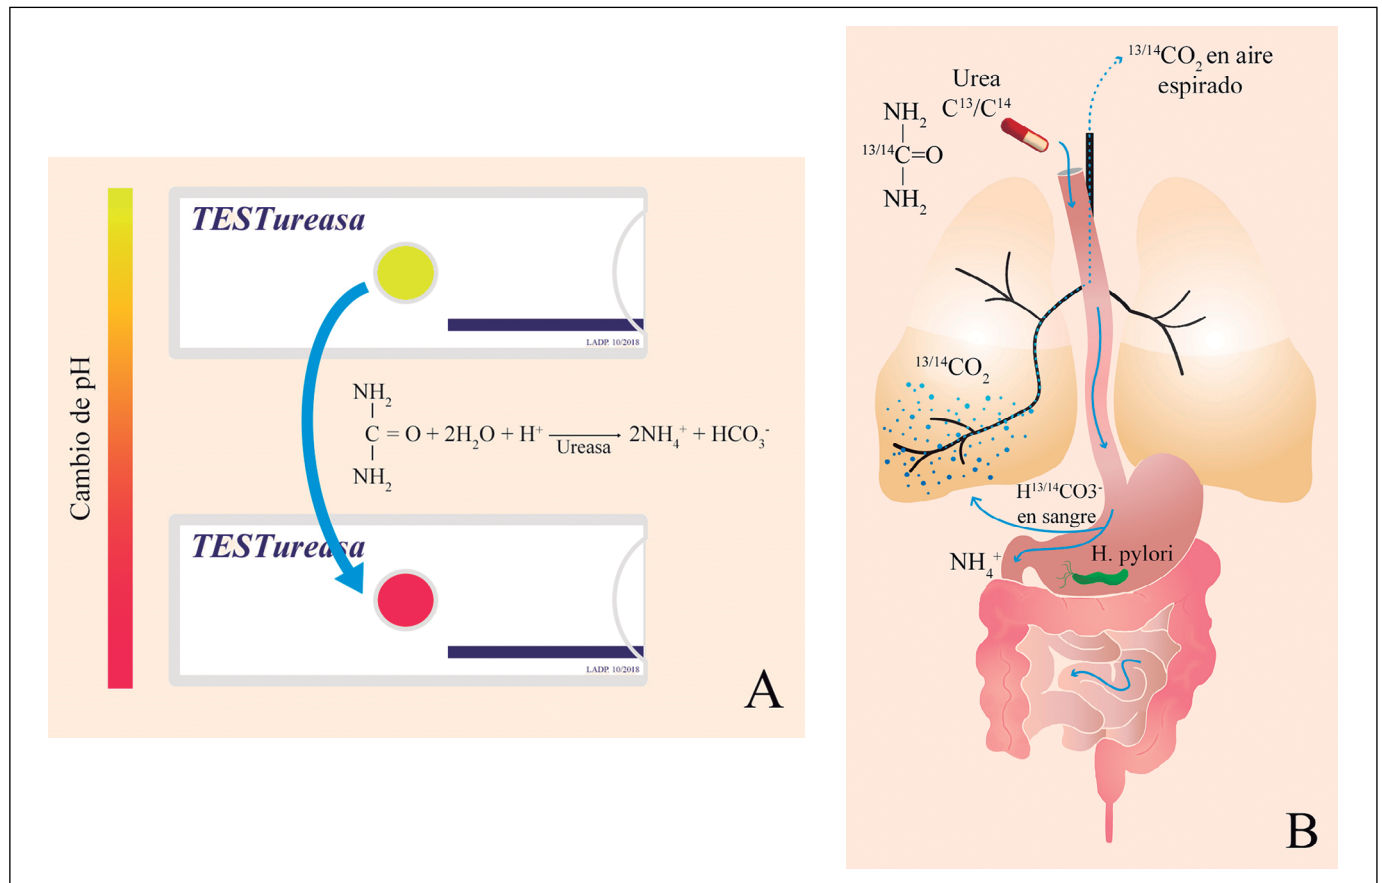 Cambio de pH
TESTureasa
LADP. 10/2018
NH₂
C = O + 2H₂O + H⁺ Ureasa 2NH₄⁺ + HCO₃⁻
NH₂
TESTureasa
LADP. 10/2018
A
13/14CO₂ en aire
espirado
Urea
C¹³/C¹⁴
NH₂
13/14C=O
NH₂
13/14CO₂
H13/14CO3-
en sangre
NH₄⁺
H. pylori
B